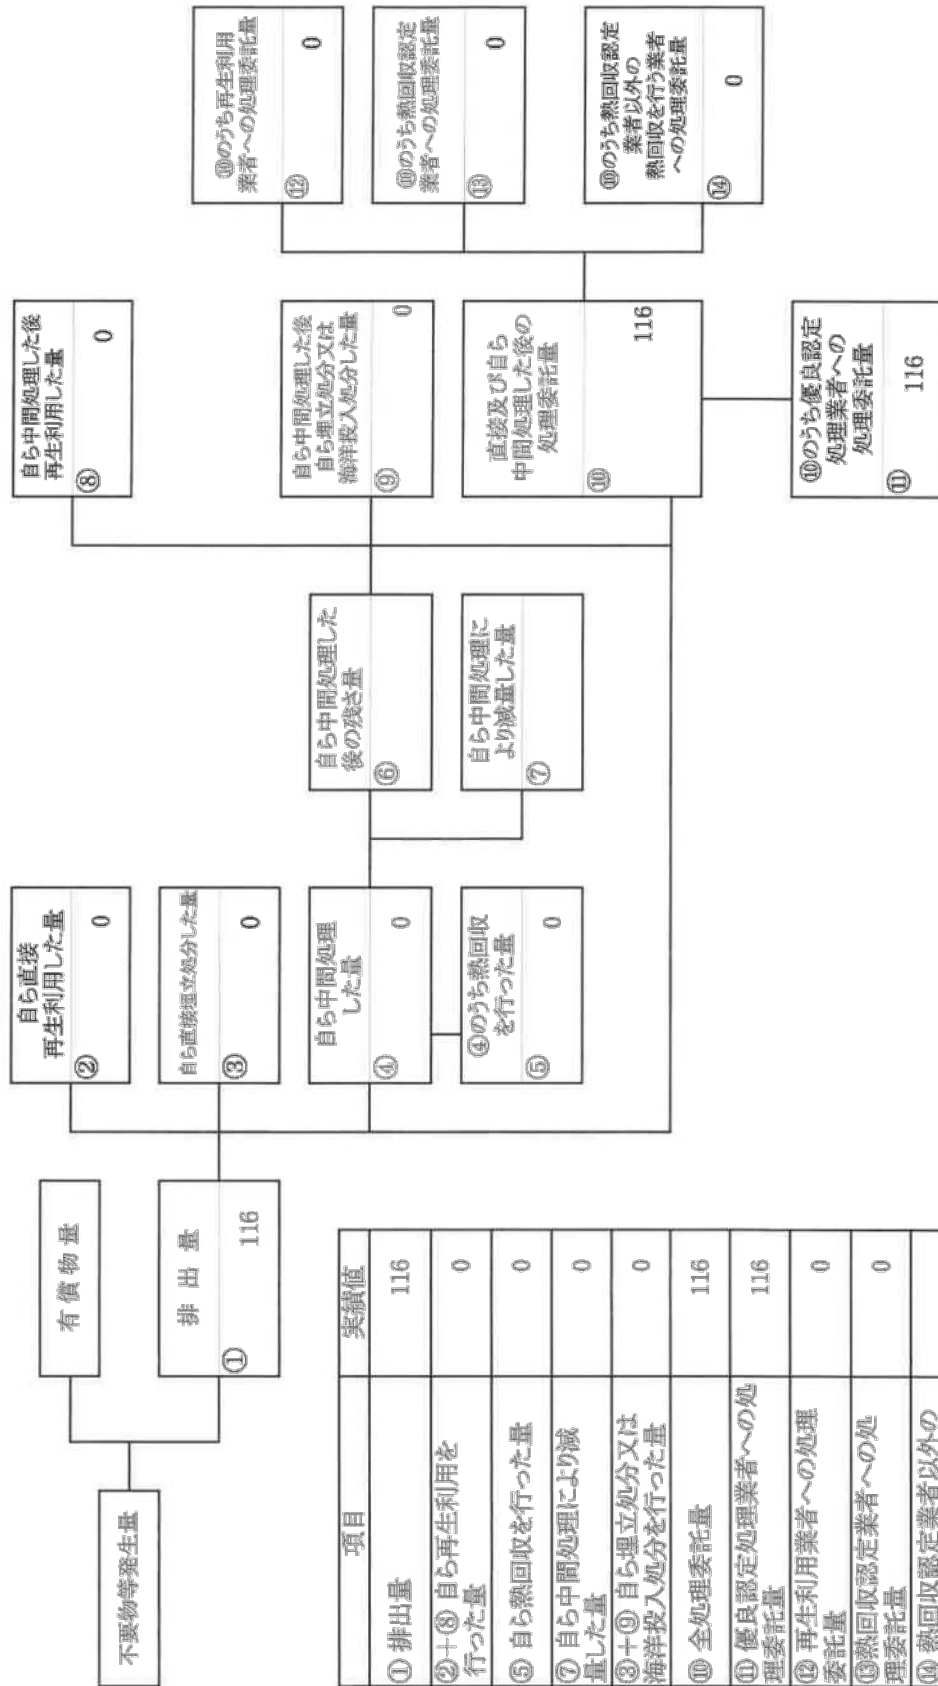 不要物等発生量
有 償 物 量
排 出 量
①
116
自ら直接
再生利用した量
②
0
自ら直接埋立処分した量
③
0
自ら中間処理
した量
④
0
④のうち熱回収
を行った量
⑤
0
自ら中間処理した
後の残さ量
⑥
自ら中間処理に
より減量した量
⑦
自ら中間処理した後
再生利用した量
⑧
0
自ら中間処理した後
自ら埋立処分又は
海洋投入処分した量
⑨
0
直接及び自ら
中間処理した後の
処理委託量
⑩
116
⑩のうち優良認定
処理業者への
処理委託量
⑪
116
⑩のうち再生利用
業者への処理委託量
⑫
0
⑩のうち熱回収認定
業者への処理委託量
⑬
0
⑩のうち熱回収認定
業者以外の
熱回収を行う業者
への処理委託量
⑭
0
項目 実績値
① 排出量 116
②+⑧ 自ら再生利用を
行った量 0
⑤ 自ら熱回収を行った量 0
⑦ 自ら中間処理により減
量した量 0
③+⑨ 自ら埋立処分又は
海洋投入処分を行った量 0
⑩ 全処理委託量 116
⑪ 優良認定処理業者への処
理委託量 116
⑫ 再生利用業者への処理
委託量 0
⑬熱回収認定業者への処
理委託量 0
⑭ 熱回収認定業者以外の